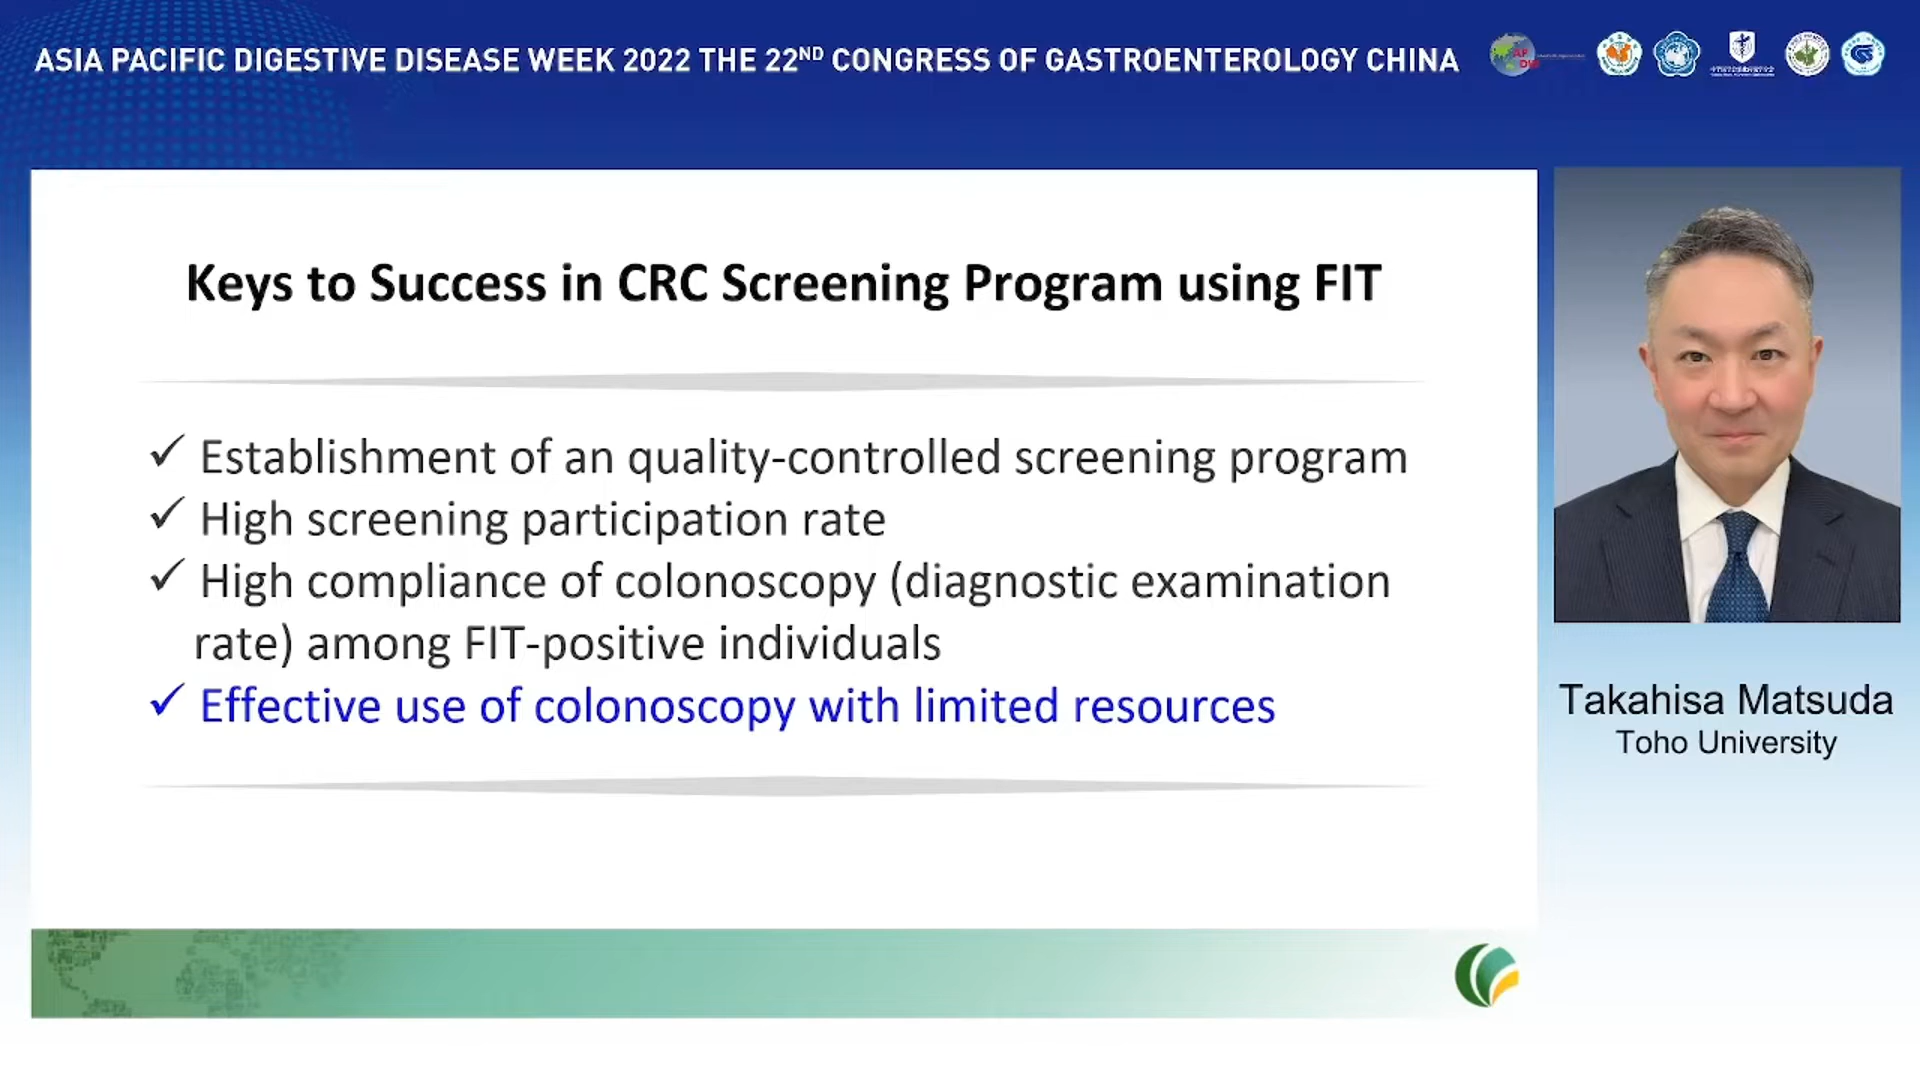 ASIA PACIFIC DIGESTIVE DISEASE WEEK 2022 THE 22ND CONGRESS OF GASTROENTEROLOGY CHINA
Keys to Success in CRC Screening Program using FIT
✓ Establishment of an quality-controlled screening program
✓ High screening participation rate
✓ High compliance of colonoscopy (diagnostic examination
rate) among FIT-positive individuals
✓ Effective use of colonoscopy with limited resources
Takahisa Matsuda
Toho University